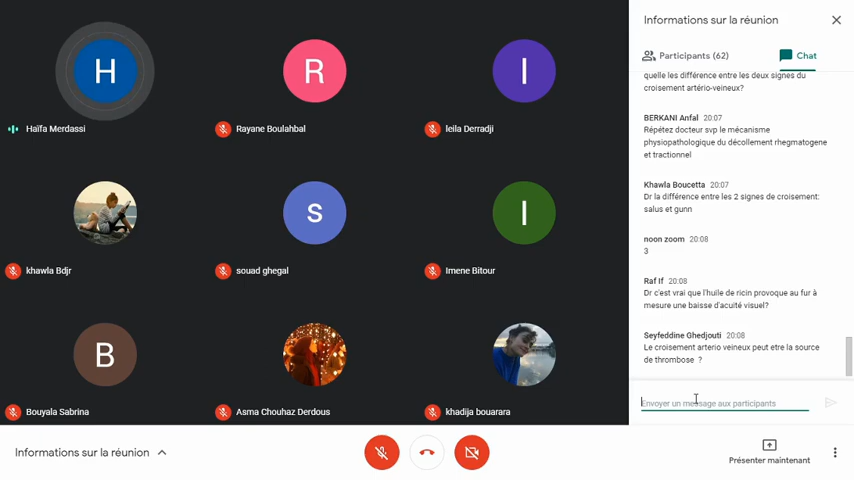 H
R
I
Haïfa Merdassi
Rayane Boulahbal
leila Derradji
s
I
khawla Bdjr
souad ghegal
Imene Bitour
B
Bouyala Sabrina
Asma Chouhaz Derdous
khadija bouarara
Informations sur la réunion
Participants (62)
Chat
quelle les différence entre les deux signes du
croisement artério-veineux?
BERKANI Anfal 20:07
Répétez docteur svp le mécanisme
physiopathologique du décollement rhegmatogene
et tractionnel
Khawla Boucetta 20:07
Dr la différence entre les 2 signes de croisement:
salus et gunn
noon zoom 20:08
3
Raf If 20:08
Dr c'est vrai que l'huile de ricin provoque au fur à
mesure une baisse d'acuité visuel?
Seyfeddine Ghedjouti 20:08
Le croisement arterio veineux peut etre la source
de thrombose ?
Envoyer un message aux participants
Informations sur la réunion
Présenter maintenant